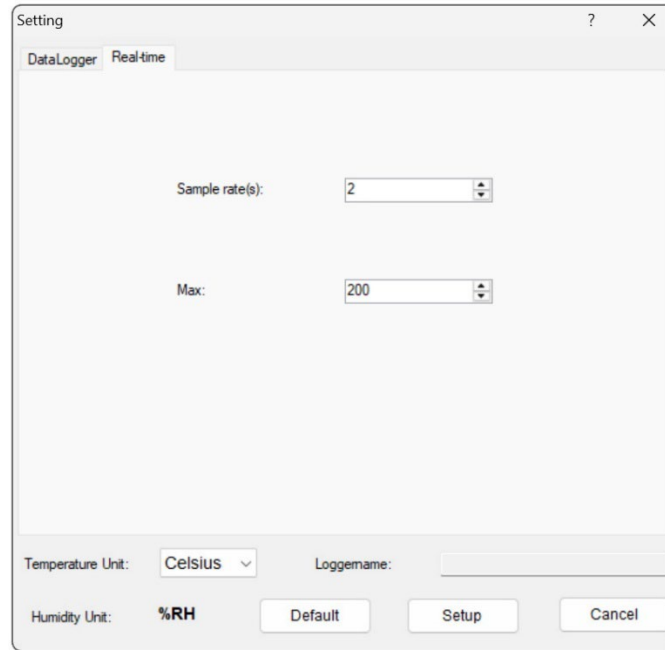 Setting ? X
DataLogger Real-time
Sample rate(s): 2
Max: 200
Temperature Unit: Celsius Loggername:
Humidity Unit: %RH Default Setup Cancel